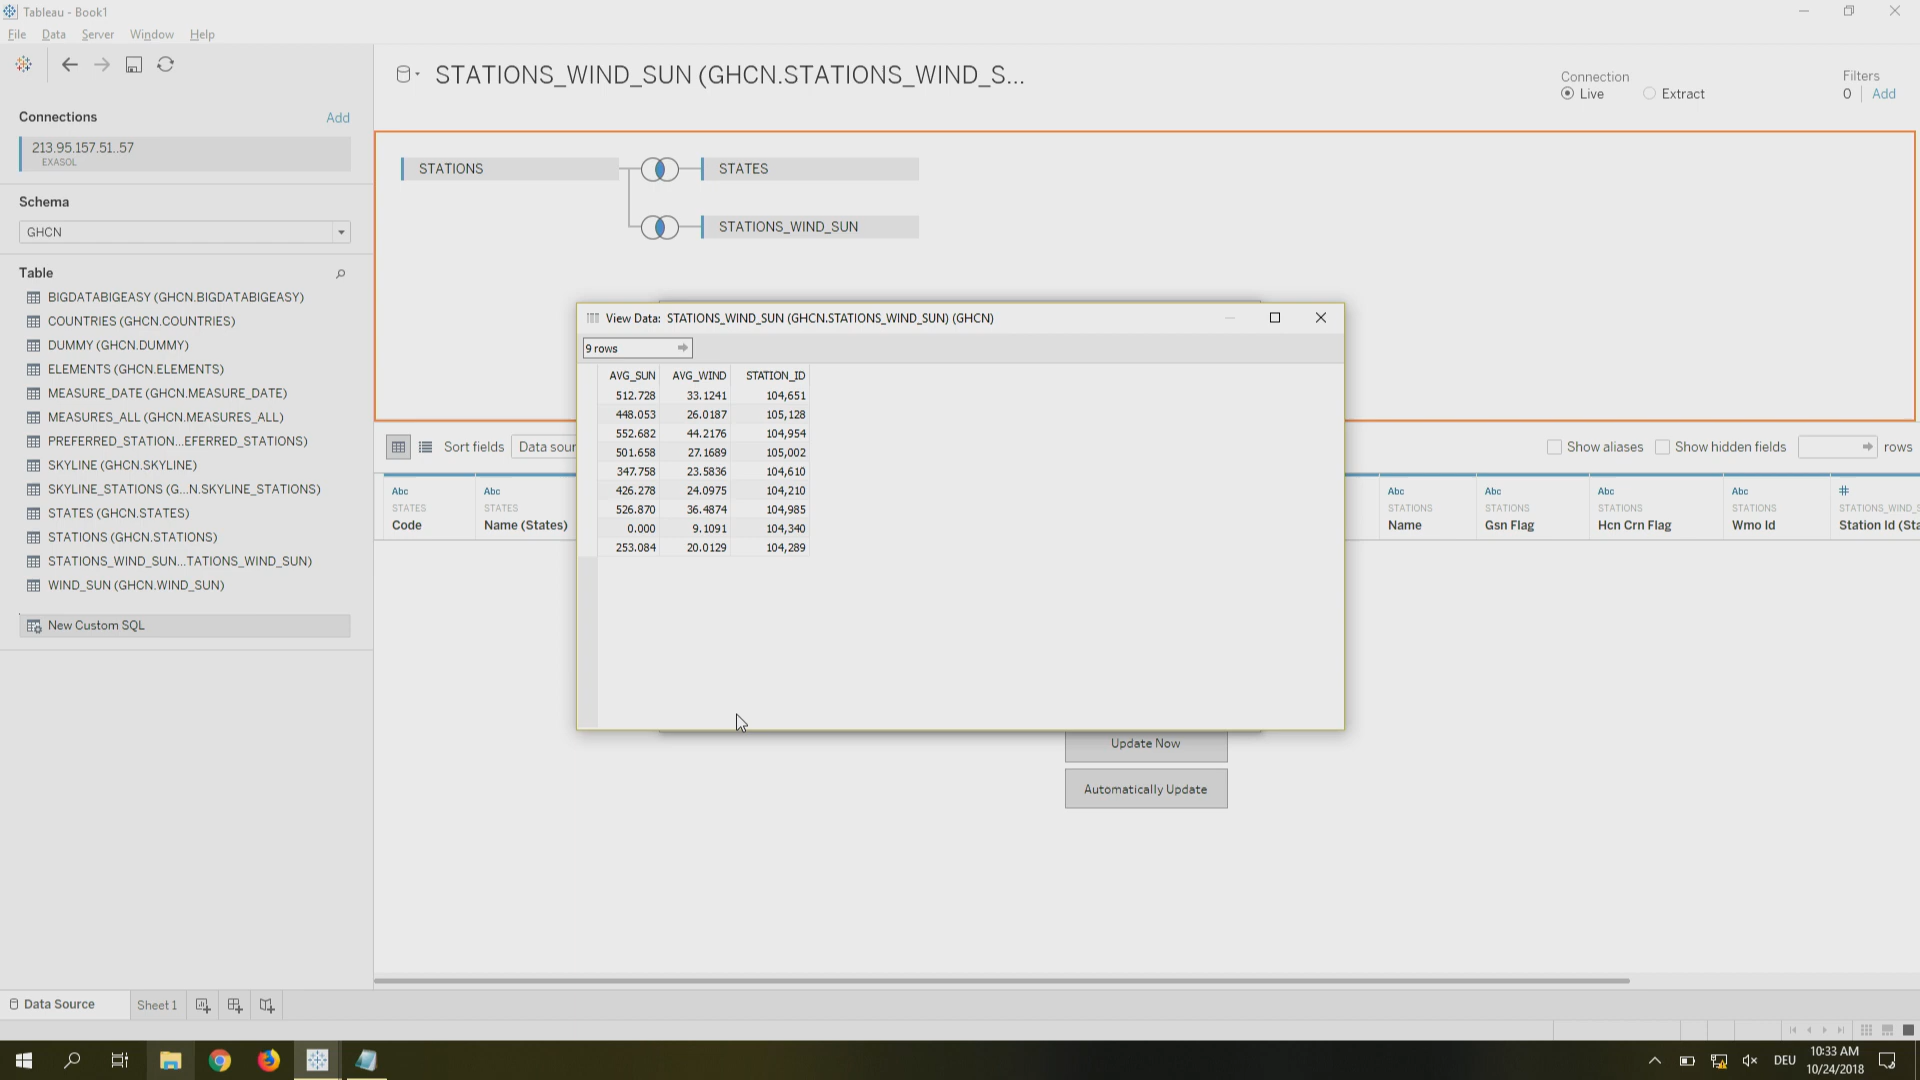 Tableau - Book1
File Data Server Window Help
STATIONS_WIND_SUN (GHCN.STATIONS_WIND_S...
Connection
Live Extract
Filters
0 Add
Connections Add
213.95.157.51..57
EXASOL
Schema
GHCN
Table
BIGDATABIGEASY (GHCN.BIGDATABIGEASY)
COUNTRIES (GHCN.COUNTRIES)
DUMMY (GHCN.DUMMY)
ELEMENTS (GHCN.ELEMENTS)
MEASURE_DATE (GHCN.MEASURE_DATE)
MEASURES_ALL (GHCN.MEASURES_ALL)
PREFERRED_STATION...EFERRED_STATIONS)
SKYLINE (GHCN.SKYLINE)
SKYLINE_STATIONS (G...N.SKYLINE_STATIONS)
STATES (GHCN.STATES)
STATIONS (GHCN.STATIONS)
STATIONS_WIND_SUN...TATIONS_WIND_SUN)
WIND_SUN (GHCN.WIND_SUN)
New Custom SQL
STATIONS STATES
STATIONS_WIND_SUN
View Data: STATIONS_WIND_SUN (GHCN.STATIONS_WIND_SUN) (GHCN)
9 rows
AVG_SUN AVG_WIND STATION_ID
512.728 33.1241 104,651
448.053 26.0187 105,128
552.682 44.2176 104,954
501.658 27.1689 105,002
347.758 23.5836 104,610
426.278 24.0975 104,210
526.870 36.4874 104,985
0.000 9.1091 104,340
253.084 20.0129 104,289
Sort fields Data sour
Show aliases Show hidden fields rows
Abc Abc Abc Abc Abc Abc #
STATES STATES STATIONS STATIONS STATIONS STATIONS STATIONS_WIND_S
Code Name (States) Name Gsn Flag Hcn Crn Flag Wmo Id Station Id (Sta
Update Now
Automatically Update
Data Source Sheet 1
DEU
10:33 AM
10/24/2018